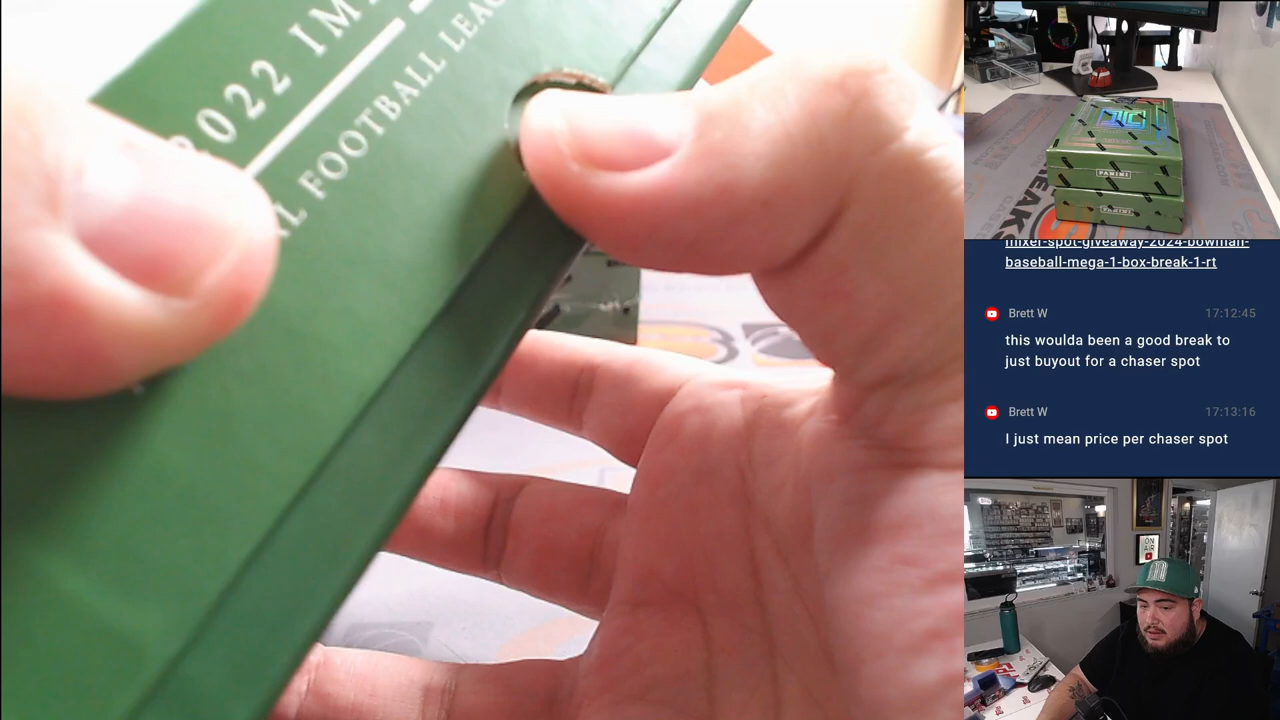 2022 IM
L FOOTBALL LEAG
PANINI
PANINI
mixer-spot-giveaway-2024-bowman-
baseball-mega-1-box-break-1-rt
Brett W 17:12:45
this woulda been a good break to
just buyout for a chaser spot
Brett W 17:13:16
I just mean price per chaser spot
ON
AIR